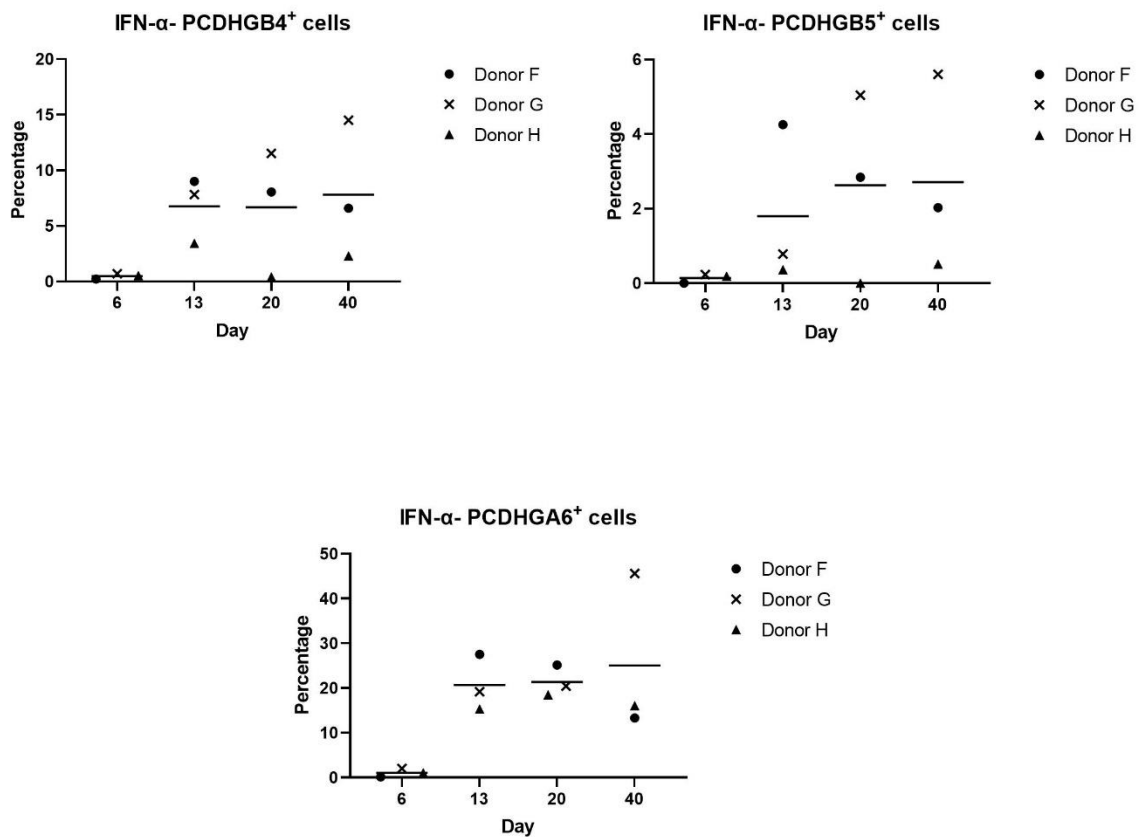 IFN-α- PCDHGB4⁺ cells
20
15
10
5
0
Percentage
6 13 20 40
Day
Donor F
Donor G
Donor H
IFN-α- PCDHGB5⁺ cells
6
4
2
0
Percentage
6 13 20 40
Day
Donor F
Donor G
Donor H
IFN-α- PCDHGA6⁺ cells
50
40
30
20
10
0
Percentage
6 13 20 40
Day
Donor F
Donor G
Donor H